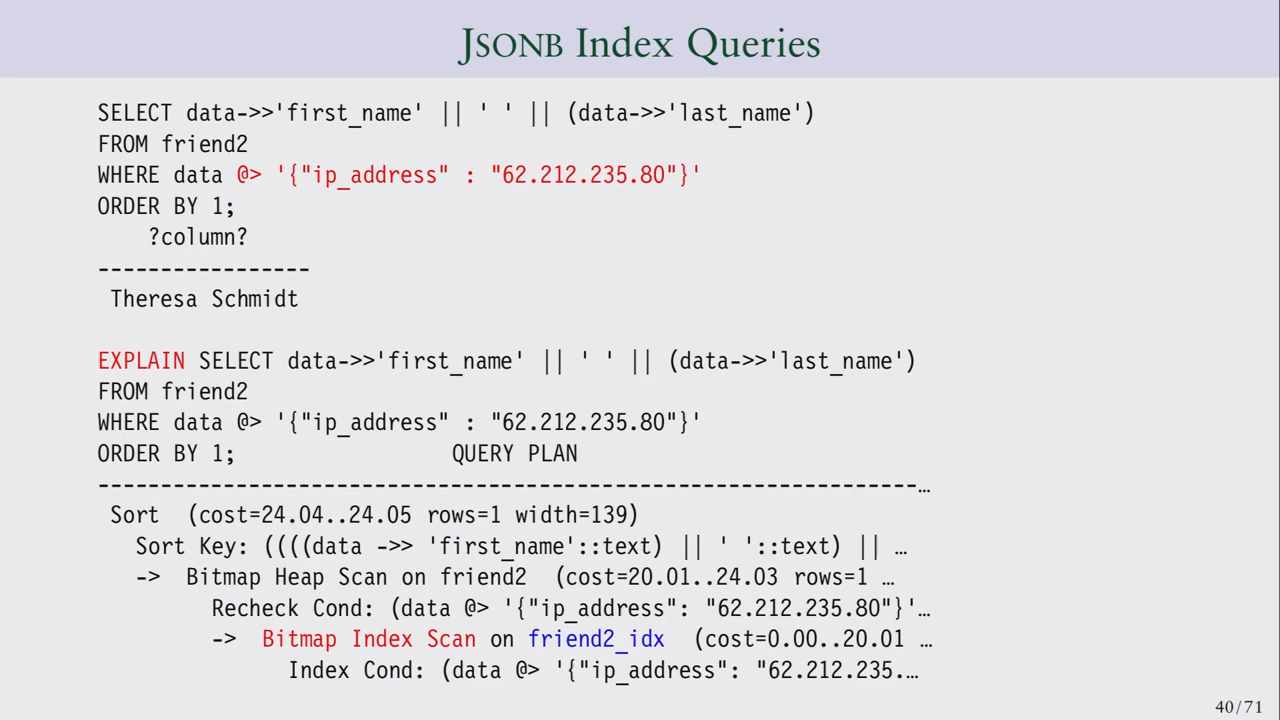 JSONB Index Queries
SELECT data->>'first_name' || ' ' || (data->>'last_name')
FROM friend2
WHERE data @> '{"ip_address" : "62.212.235.80"}'
ORDER BY 1;
?column?
-----------------
Theresa Schmidt
EXPLAIN SELECT data->>'first_name' || ' ' || (data->>'last_name')
FROM friend2
WHERE data @> '{"ip_address" : "62.212.235.80"}'
ORDER BY 1; QUERY PLAN
-----------------------------------------------------------------…
Sort (cost=24.04..24.05 rows=1 width=139)
Sort Key: ((((data ->> 'first_name'::text) || ' '::text) || …
-> Bitmap Heap Scan on friend2 (cost=20.01..24.03 rows=1 …
Recheck Cond: (data @> '{"ip_address": "62.212.235.80"}'…
-> Bitmap Index Scan on friend2_idx (cost=0.00..20.01 …
Index Cond: (data @> '{"ip_address": "62.212.235.…
40/71